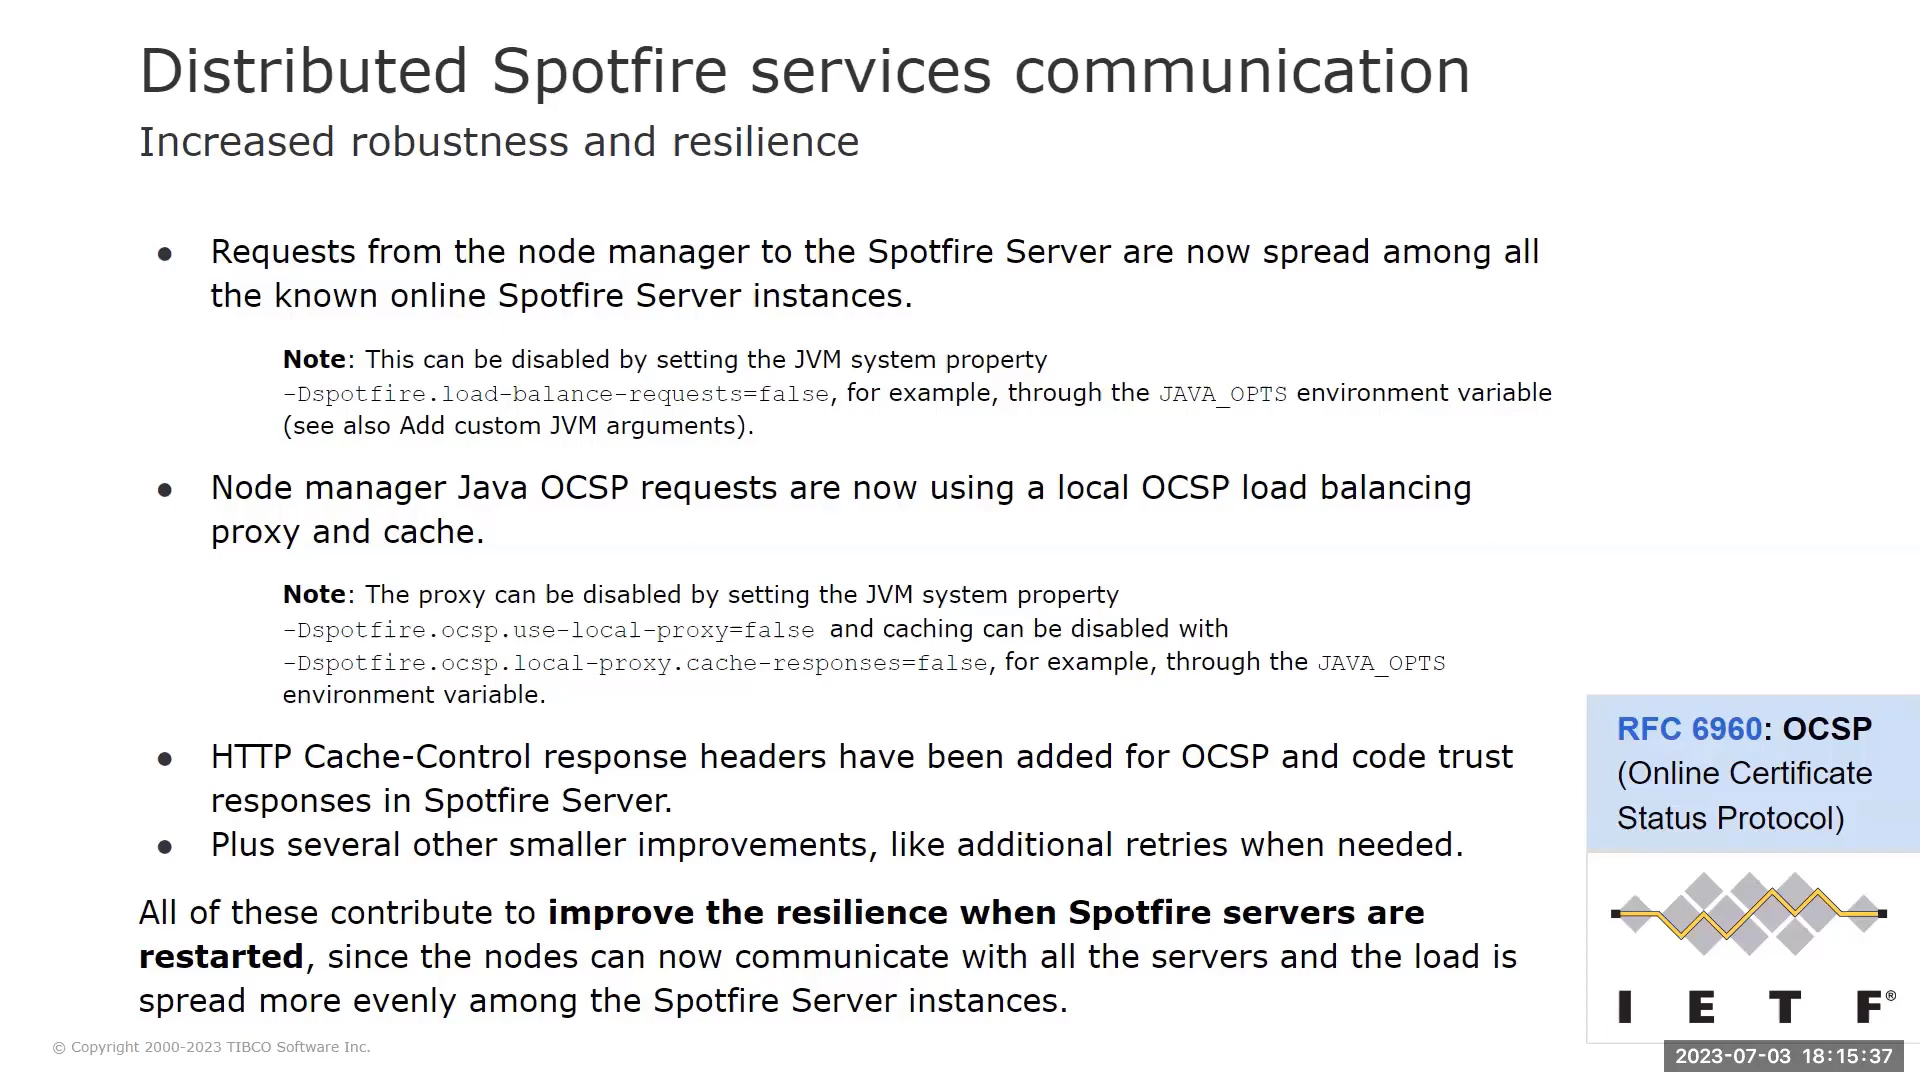 Distributed Spotfire services communication
Increased robustness and resilience
● Requests from the node manager to the Spotfire Server are now spread among all
the known online Spotfire Server instances.
Note: This can be disabled by setting the JVM system property
-Dspotfire.load-balance-requests=false, for example, through the JAVA_OPTS environment variable
(see also Add custom JVM arguments).
● Node manager Java OCSP requests are now using a local OCSP load balancing
proxy and cache.
Note: The proxy can be disabled by setting the JVM system property
-Dspotfire.ocsp.use-local-proxy=false and caching can be disabled with
-Dspotfire.ocsp.local-proxy.cache-responses=false, for example, through the JAVA_OPTS
environment variable.
● HTTP Cache-Control response headers have been added for OCSP and code trust
responses in Spotfire Server.
● Plus several other smaller improvements, like additional retries when needed.
All of these contribute to improve the resilience when Spotfire servers are
restarted, since the nodes can now communicate with all the servers and the load is
spread more evenly among the Spotfire Server instances.
RFC 6960: OCSP
(Online Certificate
Status Protocol)
I E T F®
© Copyright 2000-2023 TIBCO Software Inc.
2023-07-03 18:15:37